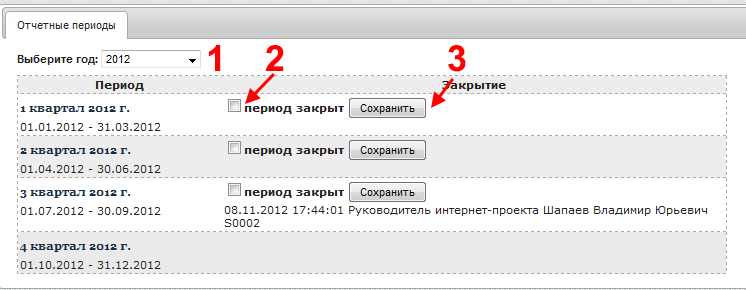 Отчетные периоды
Выберите год: 2012 1 2 3
Период Закрытие
1 квартал 2012 г. период закрыт Сохранить
01.01.2012 - 31.03.2012
2 квартал 2012 г. период закрыт Сохранить
01.04.2012 - 30.06.2012
3 квартал 2012 г. период закрыт Сохранить
01.07.2012 - 30.09.2012 08.11.2012 17:44:01 Руководитель интернет-проекта Шапаев Владимир Юрьевич
S0002
4 квартал 2012 г.
01.10.2012 - 31.12.2012